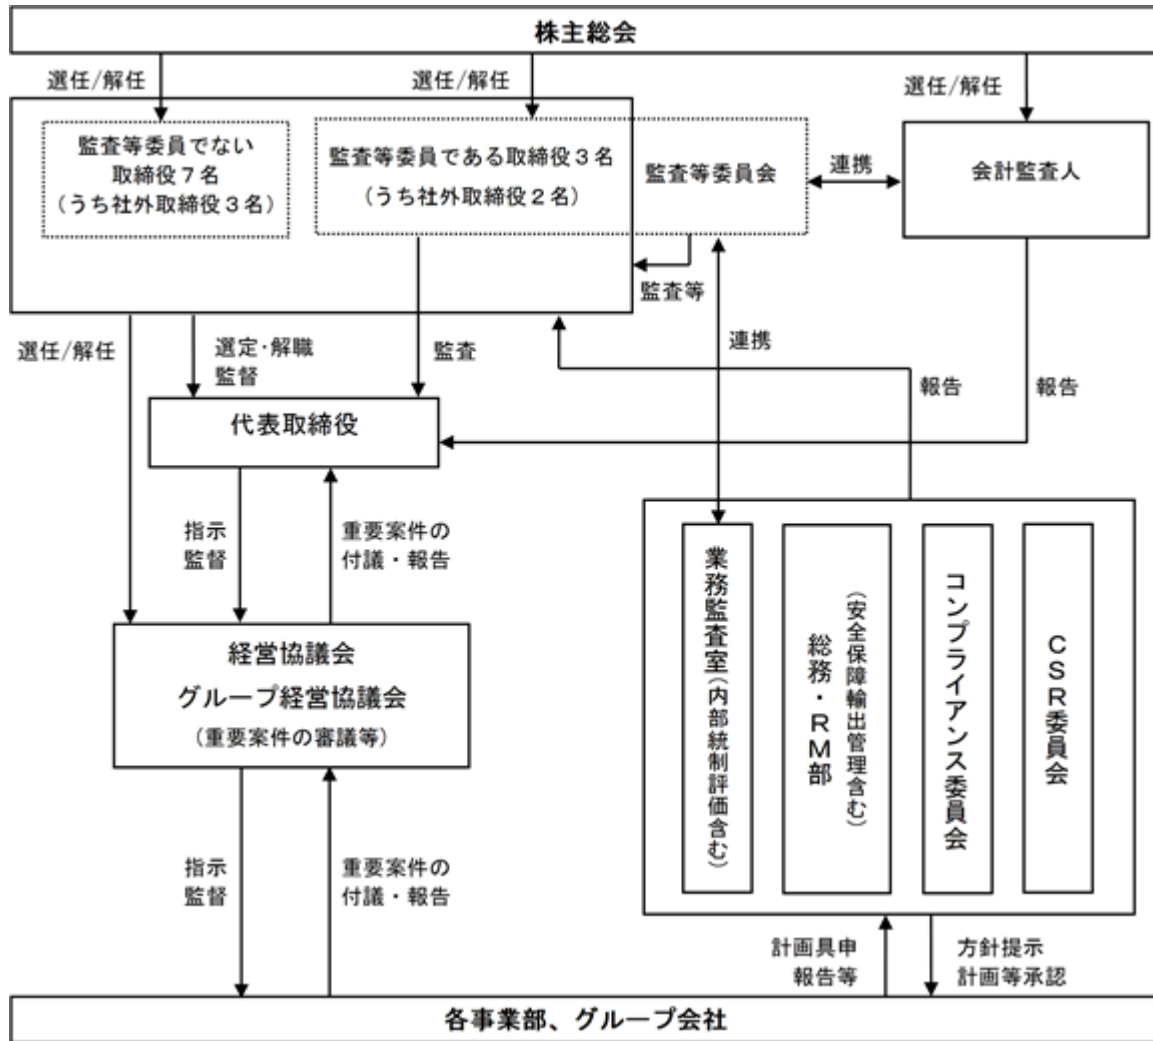 株主総会
選任/解任
選任/解任
選任/解任
監査等委員でない
取締役７名
（うち社外取締役３名）
監査等委員である取締役３名
（うち社外取締役２名）
監査等委員会
連携
会計監査人
監査等
選任/解任
選定・解職
監督
監査
連携
報告
報告
代表取締役
指示
監督
重要案件の
付議・報告
経営協議会
グループ経営協議会
（重要案件の審議等）
業務監査室（内部統制評価含む）
総務・ＲＭ部
（安全保障輸出管理含む）
コンプライアンス委員会
ＣＳＲ委員会
指示
監督
重要案件の
付議・報告
計画具申
報告等
方針提示
計画等承認
各事業部、グループ会社